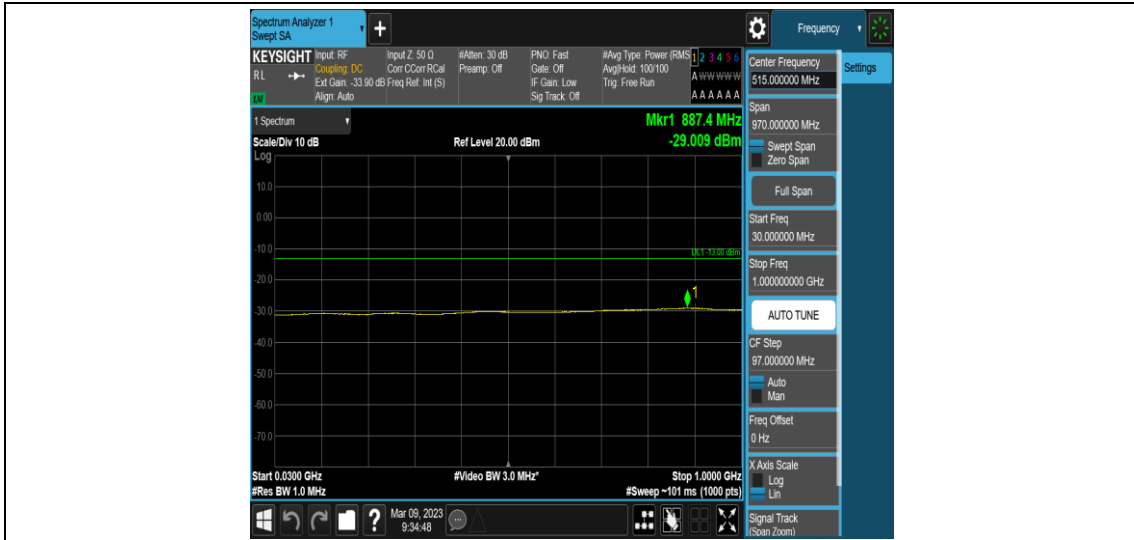 Spectrum Analyzer 1
Swept SA
+
Frequency
KEYSIGHT
RL
LXI
Input: RF
Coupling: DC
Ext Gain: -33.90 dB
Align: Auto
Input Z: 50 Ω
Corr CCorr RCal
Freq Ref: Int (S)
#Atten: 30 dB
Preamp: Off
PNO: Fast
Gate: Off
IF Gain: Low
Sig Track: Off
#Avg Type: Power (RMS
Avg|Hold: 100/100
Trig: Free Run
1 2 3 4 5 6
A W W W W W
A A A A A A
1 Spectrum
Mkr1 887.4 MHz
Scale/Div 10 dB
Ref Level 20.00 dBm
-29.009 dBm
Log
10.0
0.00
-10.0
DL1 -13.00 dBm
-20.0
1
-30.0
-40.0
-50.0
-60.0
-70.0
Start 0.0300 GHz
#Video BW 3.0 MHz*
Stop 1.0000 GHz
#Res BW 1.0 MHz
#Sweep ~101 ms (1000 pts)
Mar 09, 2023
9:34:48
?
Center Frequency
515.000000 MHz
Settings
Span
970.000000 MHz
Swept Span
Zero Span
Full Span
Start Freq
30.000000 MHz
Stop Freq
1.000000000 GHz
AUTO TUNE
CF Step
97.000000 MHz
Auto
Man
Freq Offset
0 Hz
X Axis Scale
Log
Lin
Signal Track
(Span Zoom)